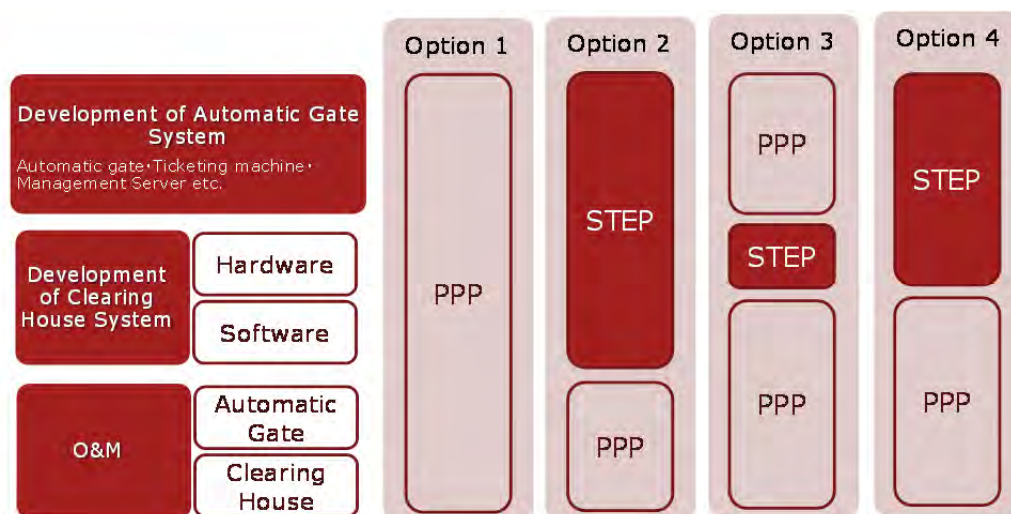 Option 1
Option 2
Option 3
Option 4
Development of Automatic Gate
System
Automatic gate・Ticketing machine・
Management Server etc.
Development
of Clearing
House System
Hardware
Software
O&M
Automatic
Gate
Clearing
House
PPP
STEP
PPP
PPP
STEP
PPP
STEP
PPP